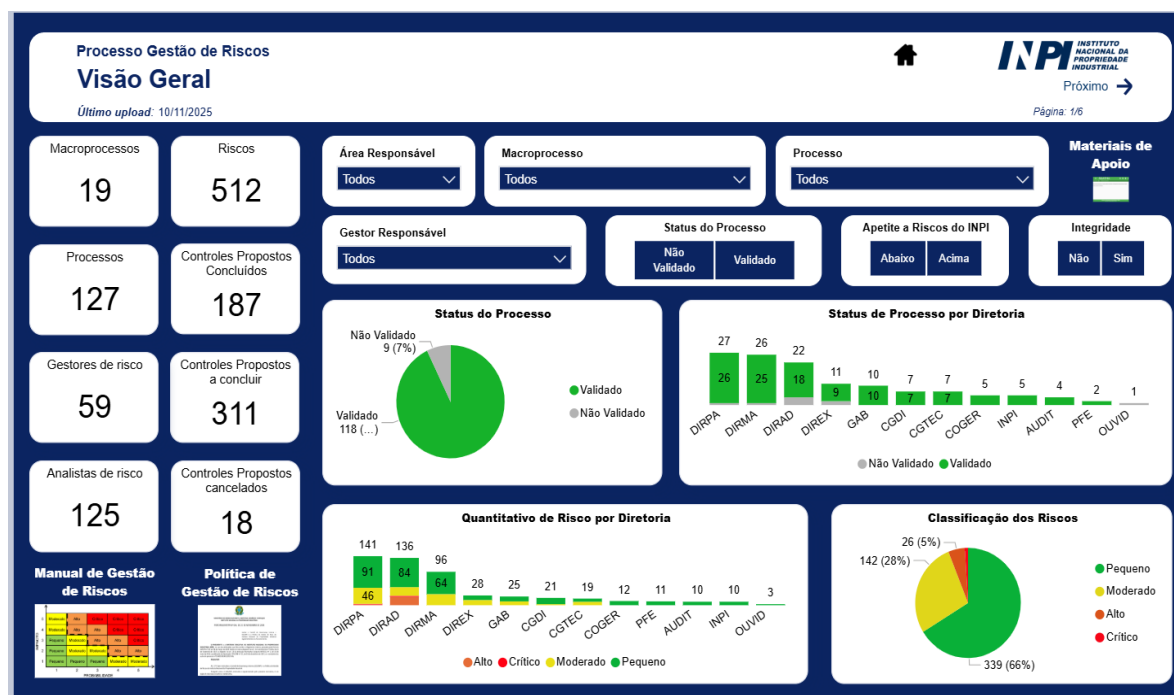 Processo Gestão de Riscos
Visão Geral
Último upload: 10/11/2025
INPI
INSTITUTO
NACIONAL DA
PROPRIEDADE
INDUSTRIAL
Próximo
Página: 1/6
Macroprocessos
19
Riscos
512
Processos
127
Controles Propostos
Concluídos
187
Gestores de risco
59
Controles Propostos
a concluir
311
Analistas de risco
125
Controles Propostos
cancelados
18
Manual de Gestão
de Riscos
Política de
Gestão de Riscos
Área Responsável
Todos
Macroprocesso
Todos
Processo
Todos
Materiais de
Apoio
Gestor Responsável
Todos
Status do Processo
Não
Validado
Validado
Apetite a Riscos do INPI
Abaixo
Acima
Integridade
Não
Sim
Status do Processo
Não Validado
9 (7%)
Validado
118 (...)
Validado
Não Validado
Status de Processo por Diretoria
27 26 22 11 10 7 7 5 5 4 2 1
26 25 18 9 10 7 7
DIRPA DIRMA DIRAD DIREX GAB CGDI CGTEC COGER INPI AUDIT PFE OUVID
Não Validado Validado
Quantitativo de Risco por Diretoria
141 136 96 28 25 21 19 12 11 10 10 3
91 84 64
46
DIRPA DIRAD DIRMA DIREX GAB CGDI CGTEC COGER PFE AUDIT INPI OUVID
Alto Crítico Moderado Pequeno
Classificação dos Riscos
26 (5%)
142 (28%)
339 (66%)
Pequeno
Moderado
Alto
Crítico